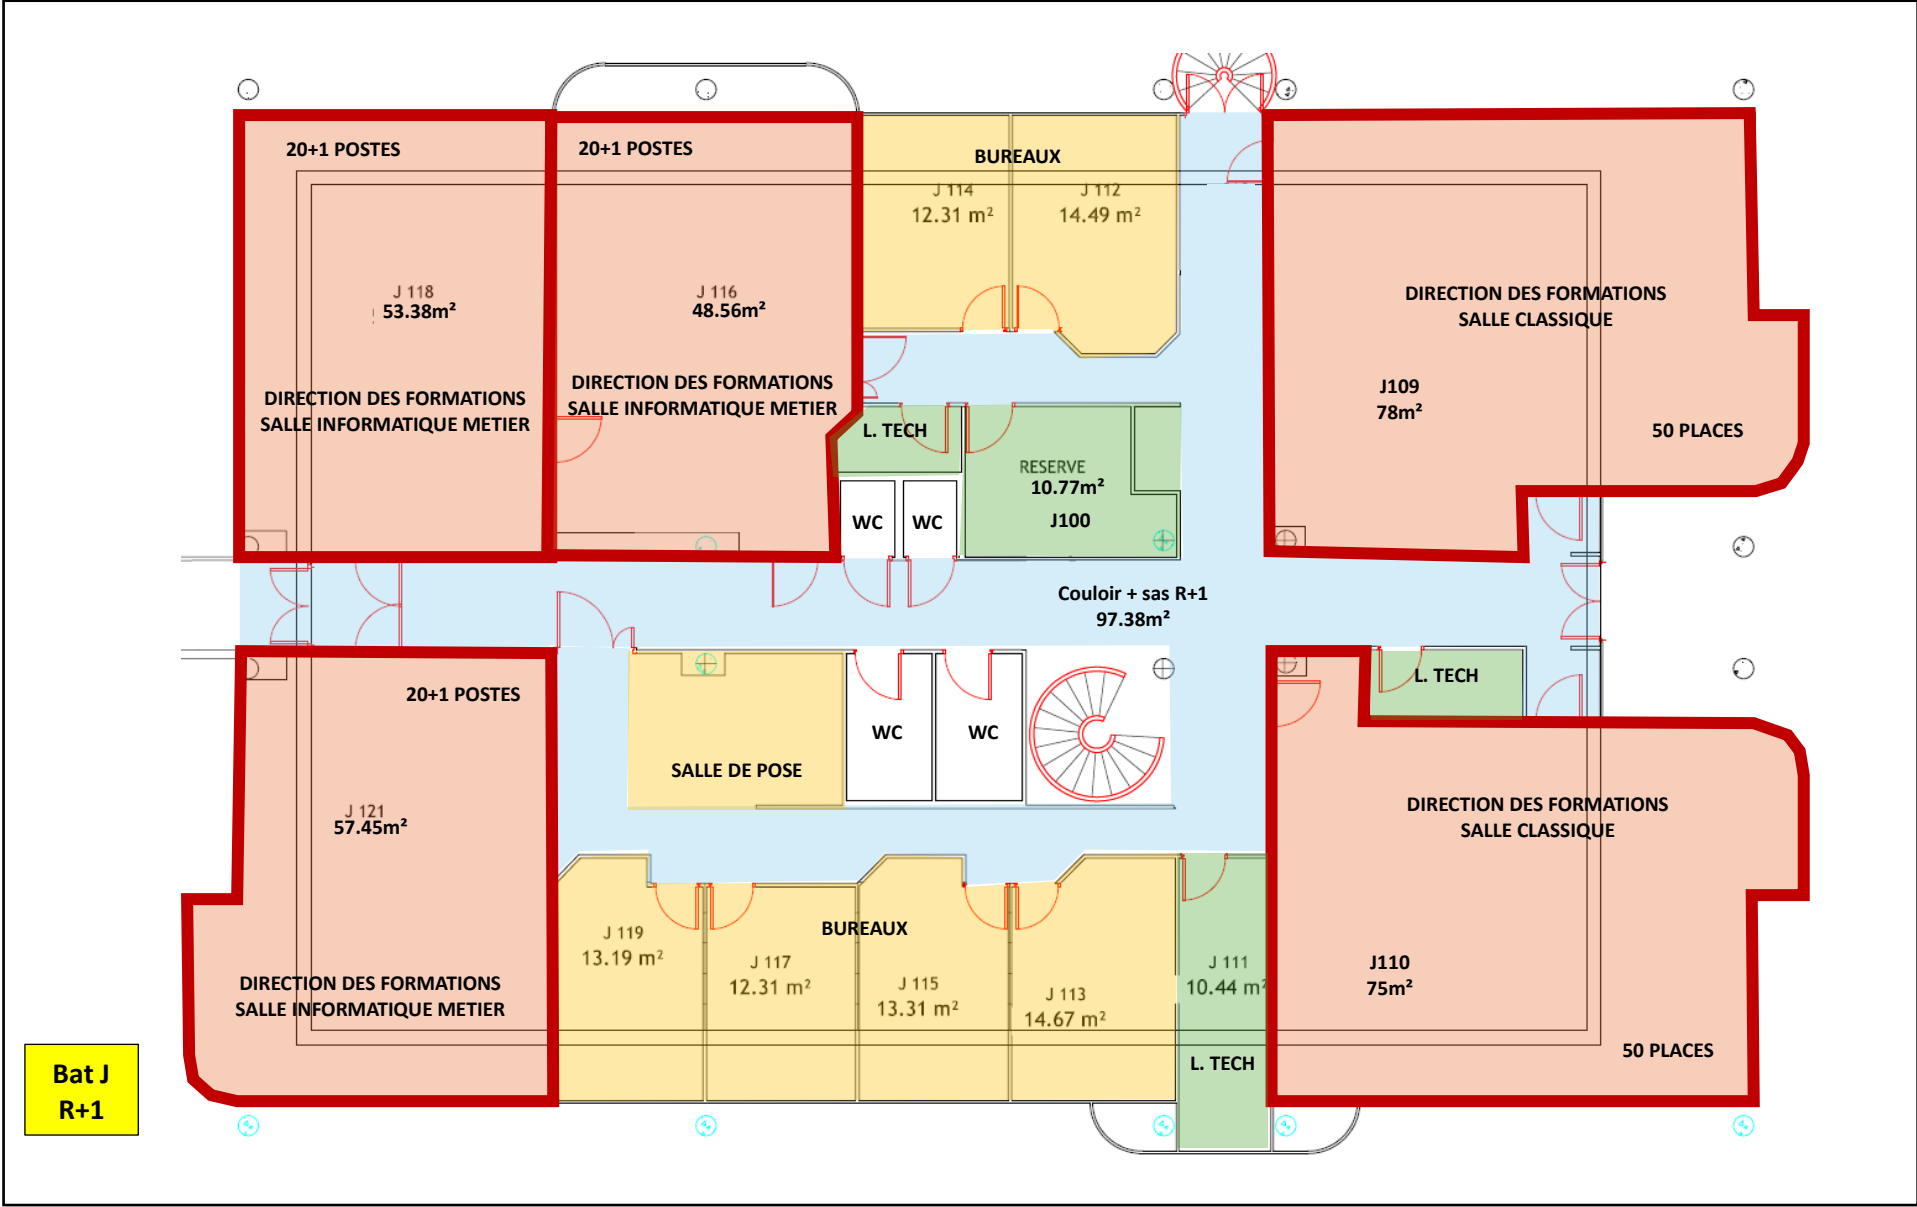 20+1 POSTES
20+1 POSTES
BUREAUX
J 114
12.31 m²
J 112
14.49 m²
J 118
53.38m²
J 116
48.56m²
DIRECTION DES FORMATIONS
SALLE CLASSIQUE
DIRECTION DES FORMATIONS
SALLE INFORMATIQUE METIER
DIRECTION DES FORMATIONS
SALLE INFORMATIQUE METIER
J109
78m²
50 PLACES
L. TECH
RESERVE
10.77m²
J100
WC
WC
Couloir + sas R+1
97.38m²
20+1 POSTES
L. TECH
WC
WC
SALLE DE POSE
J 121
57.45m²
DIRECTION DES FORMATIONS
SALLE CLASSIQUE
BUREAUX
J 119
13.19 m²
J 117
12.31 m²
J 115
13.31 m²
J 113
14.67 m²
J 111
10.44 m²
J110
75m²
DIRECTION DES FORMATIONS
SALLE INFORMATIQUE METIER
L. TECH
50 PLACES
Bat J
R+1